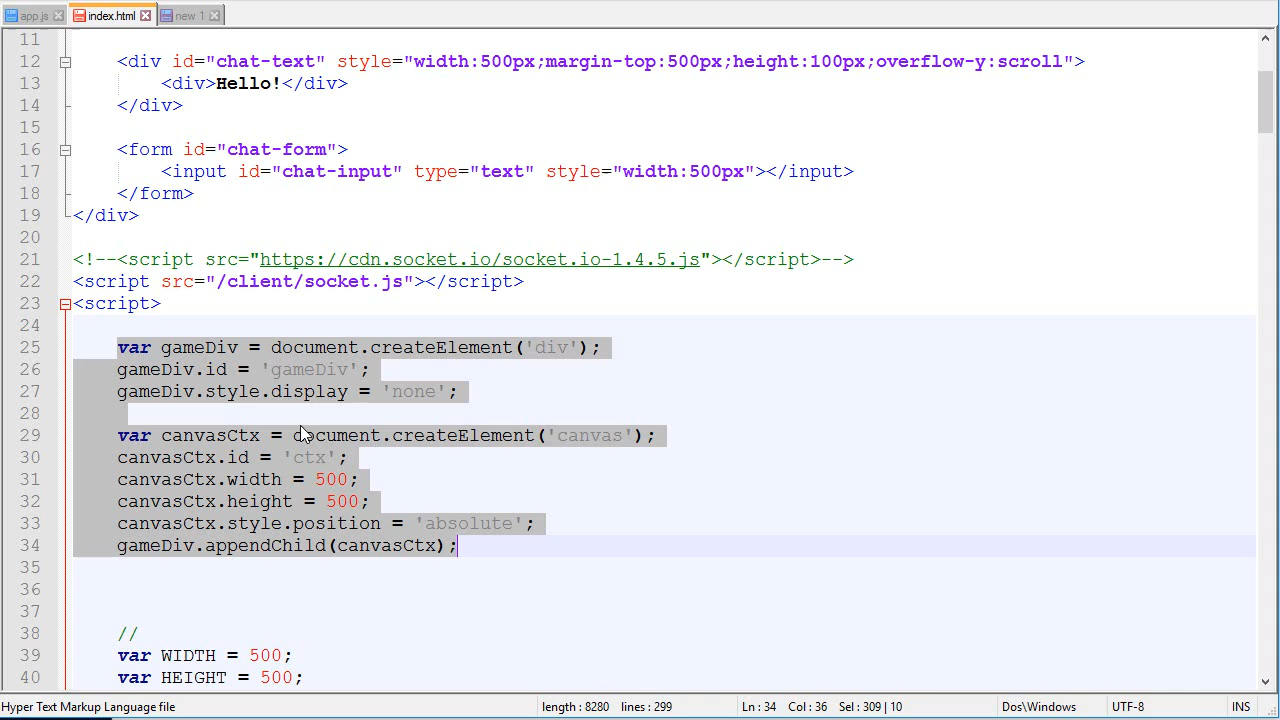 app.js index.html new 1
11
12 <div id="chat-text" style="width:500px;margin-top:500px;height:100px;overflow-y:scroll">
13 <div>Hello!</div>
14 </div>
15
16 <form id="chat-form">
17 <input id="chat-input" type="text" style="width:500px"></input>
18 </form>
19 </div>
20
21 <!--<script src="https://cdn.socket.io/socket.io-1.4.5.js"></script>-->
22 <script src="/client/socket.js"></script>
23 <script>
24
25 var gameDiv = document.createElement('div');
26 gameDiv.id = 'gameDiv';
27 gameDiv.style.display = 'none';
28
29 var canvasCtx = document.createElement('canvas');
30 canvasCtx.id = 'ctx';
31 canvasCtx.width = 500;
32 canvasCtx.height = 500;
33 canvasCtx.style.position = 'absolute';
34 gameDiv.appendChild(canvasCtx);
35
36
37
38 //
39 var WIDTH = 500;
40 var HEIGHT = 500;
Hyper Text Markup Language file length : 8280 lines : 299 Ln : 34 Col : 36 Sel : 309 | 10 Dos\Windows UTF-8 INS